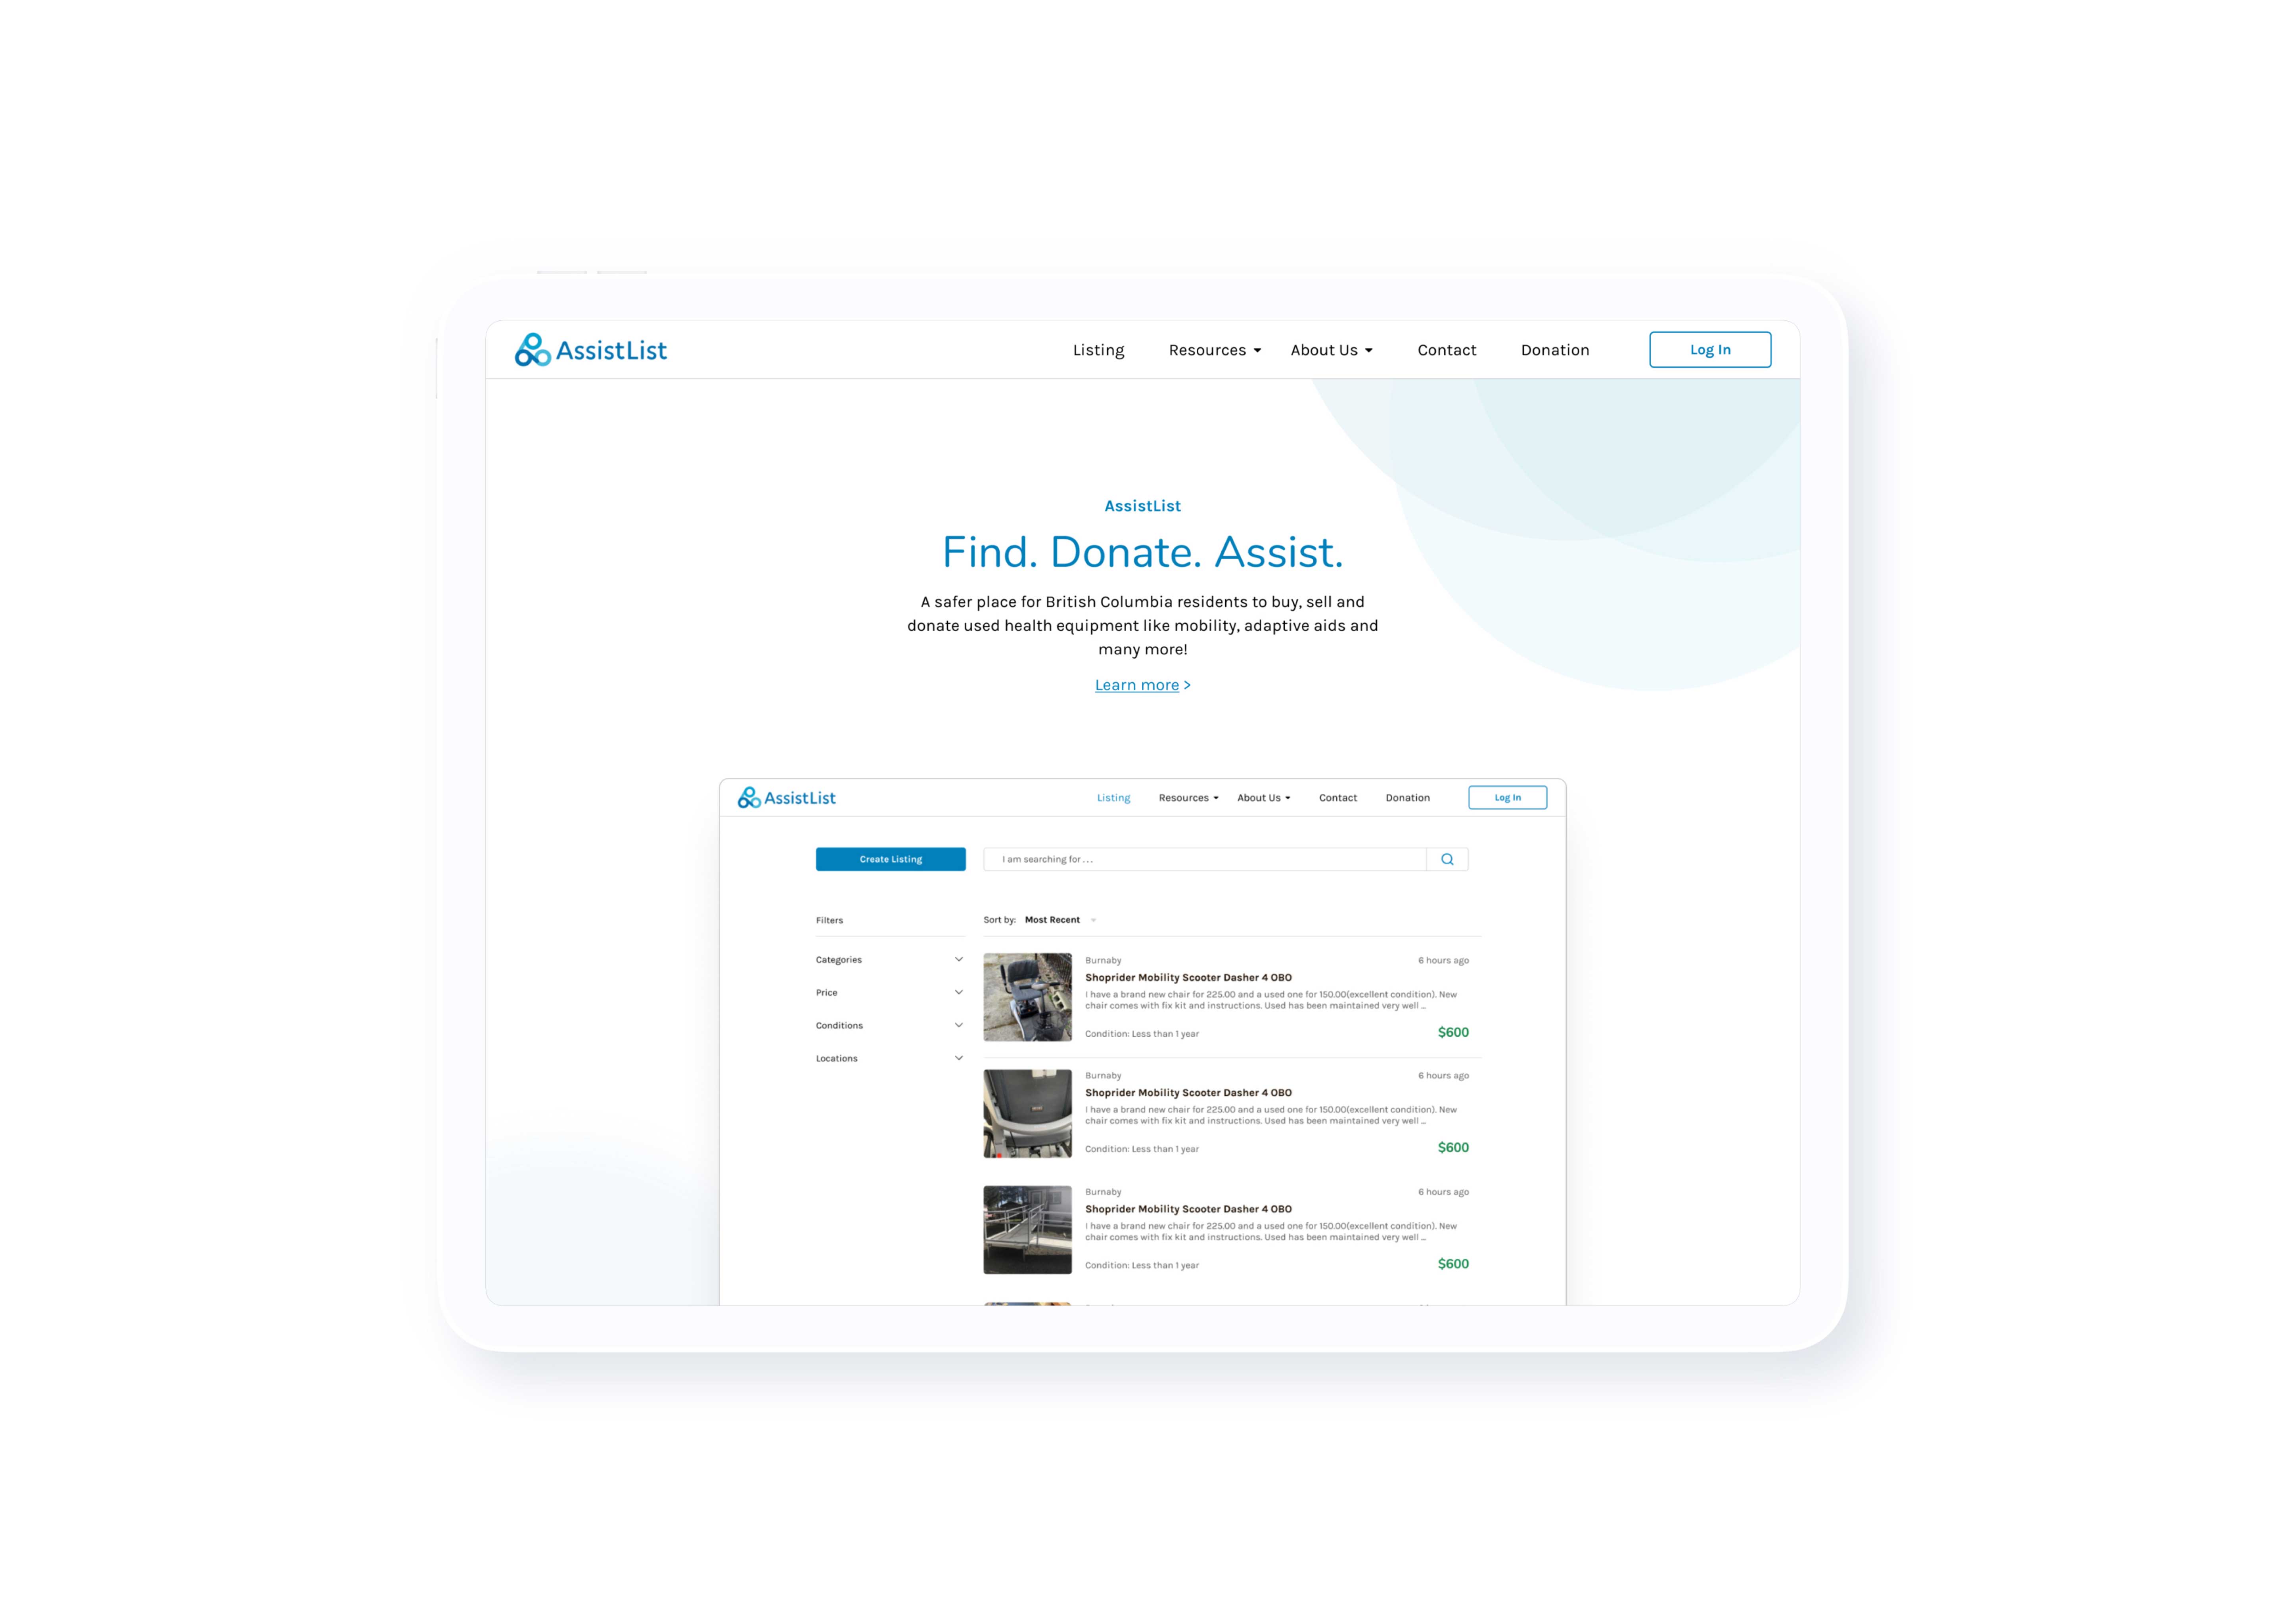 AssistList
Listing Resources About Us Contact Donation Log In
AssistList
Find. Donate. Assist.
A safer place for British Columbia residents to buy, sell and
donate used health equipment like mobility, adaptive aids and
many more!
Learn more >
AssistList
Listing Resources About Us Contact Donation Log In
Create Listing
I am searching for . . .
Filters
Sort by: Most Recent
Categories
Price
Conditions
Locations
Burnaby 6 hours ago
Shoprider Mobility Scooter Dasher 4 OBO
I have a brand new chair for 225.00 and a used one for 150.00(excellent condition). New
chair comes with fix kit and instructions. Used has been maintained very well ...
Condition: Less than 1 year $600
Burnaby 6 hours ago
Shoprider Mobility Scooter Dasher 4 OBO
I have a brand new chair for 225.00 and a used one for 150.00(excellent condition). New
chair comes with fix kit and instructions. Used has been maintained very well ...
Condition: Less than 1 year $600
Burnaby 6 hours ago
Shoprider Mobility Scooter Dasher 4 OBO
I have a brand new chair for 225.00 and a used one for 150.00(excellent condition). New
chair comes with fix kit and instructions. Used has been maintained very well ...
Condition: Less than 1 year $600